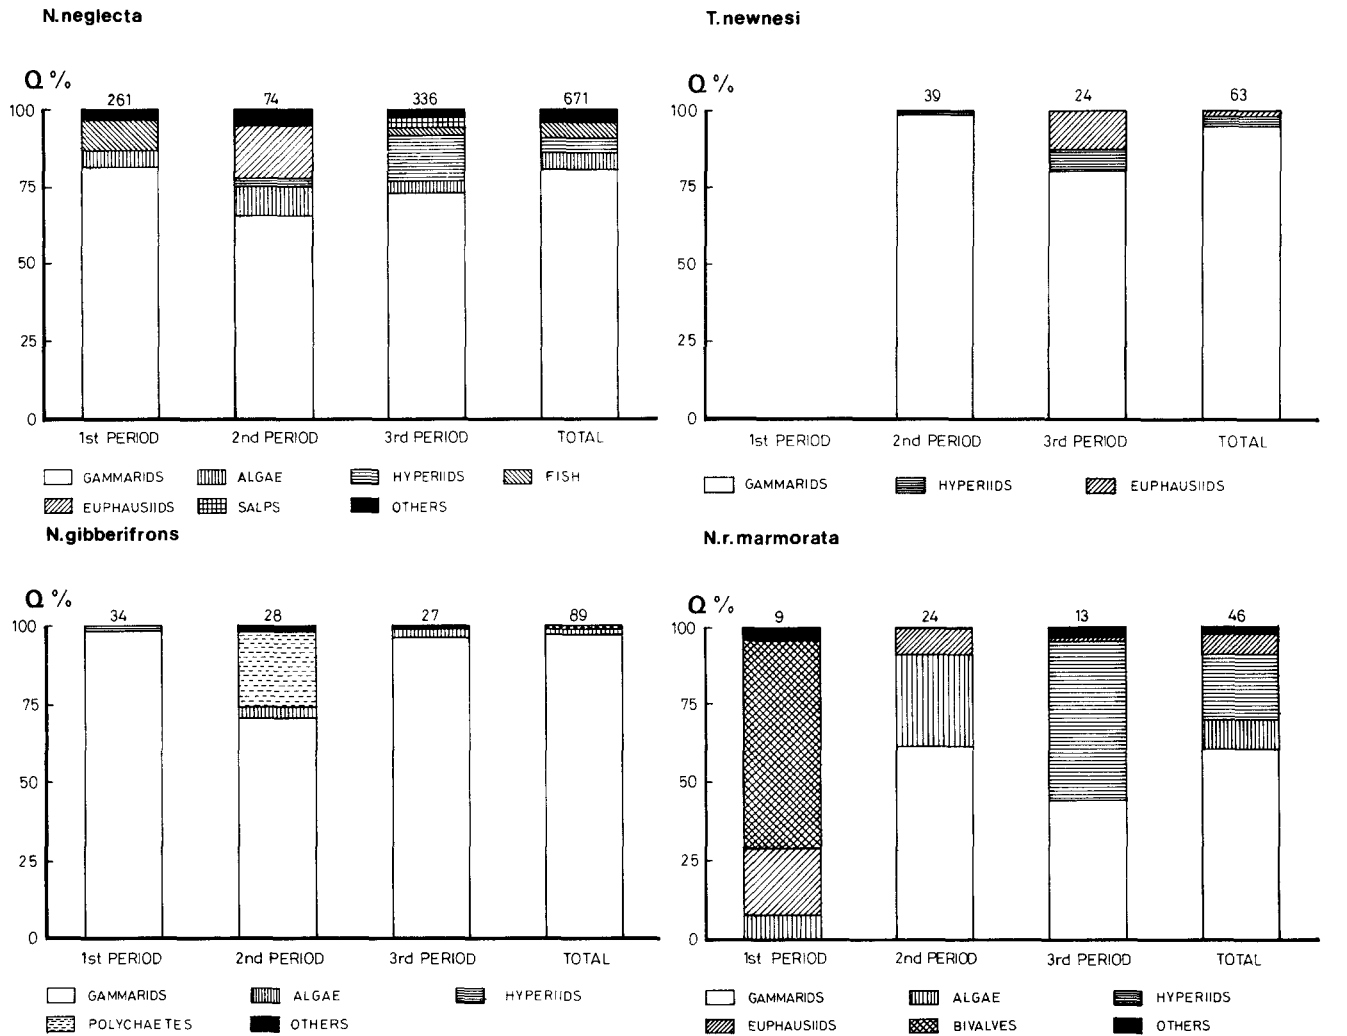 N. neglecta
Q %
261 74 336 671
100
75
50
25
0
1st PERIOD 2nd PERIOD 3rd PERIOD TOTAL
GAMMARIDS ALGAE HYPERIIDS FISH
EUPHAUSIIDS SALPS OTHERS
T. newnesi
Q %
39 24 63
100
75
50
25
0
1st PERIOD 2nd PERIOD 3rd PERIOD TOTAL
GAMMARIDS HYPERIIDS EUPHAUSIIDS
N. gibberifrons
Q %
34 28 27 89
100
75
50
25
0
1st PERIOD 2nd PERIOD 3rd PERIOD TOTAL
GAMMARIDS ALGAE HYPERIIDS
POLYCHAETES OTHERS
N.r. marmorata
Q %
9 24 13 46
100
75
50
25
0
1st PERIOD 2nd PERIOD 3rd PERIOD TOTAL
GAMMARIDS ALGAE HYPERIIDS
EUPHAUSIIDS BIVALVES OTHERS